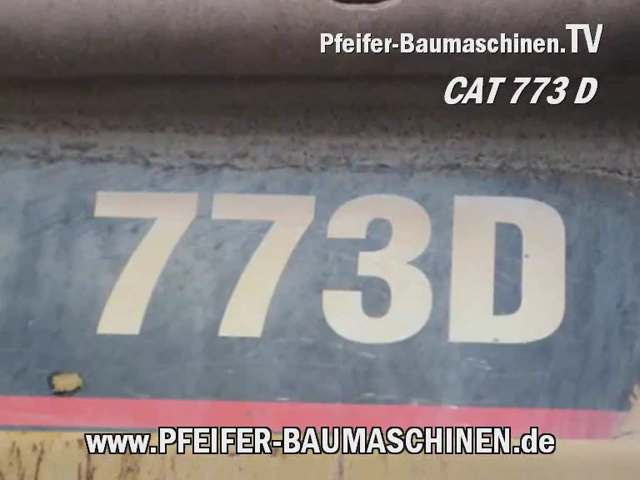 Pfeifer-Baumaschinen.TV
CAT 773 D
773D
www.PFEIFER-BAUMASCHINEN.de